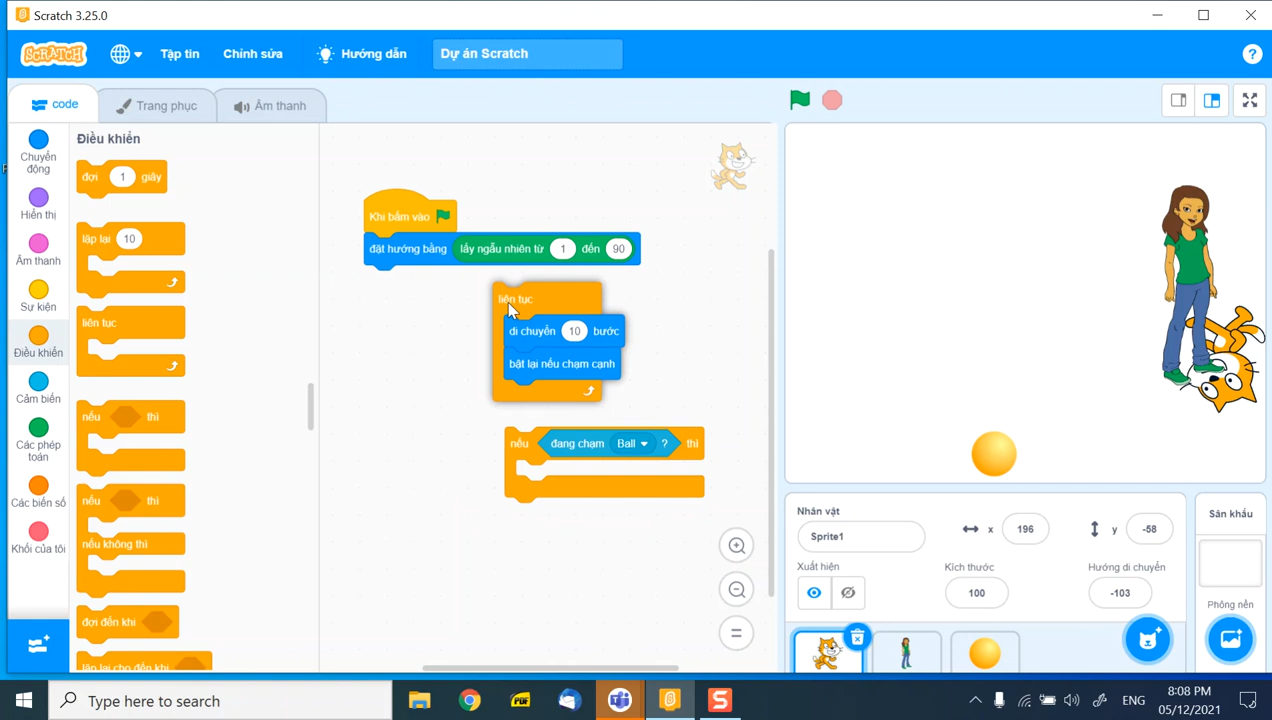 Scratch 3.25.0
SCRATCH
Tập tin
Chỉnh sửa
Hướng dẫn
Dự án Scratch
?
code
Trang phục
Âm thanh
Chuyển động
Hiển thị
Âm thanh
Sự kiện
Điều khiển
Cảm biến
Các phép toán
Các biến số
Khối của tôi
Điều khiển
đợi 1 giây
lặp lại 10
liên tục
nếu thì
nếu thì
nếu không thì
đợi đến khi
lặp lại cho đến khi
Khi bấm vào
đặt hướng bằng lấy ngẫu nhiên từ 1 đến 90
liên tục
di chuyển 10 bước
bật lại nếu chạm cạnh
nếu đang chạm Ball ? thì
Nhân vật
Sprite1
x 196
y -58
Xuất hiện
Kích thước
100
Hướng di chuyển
-103
Sân khấu
Phông nền
Type here to search
PDF
S
ENG
8:08 PM
05/12/2021